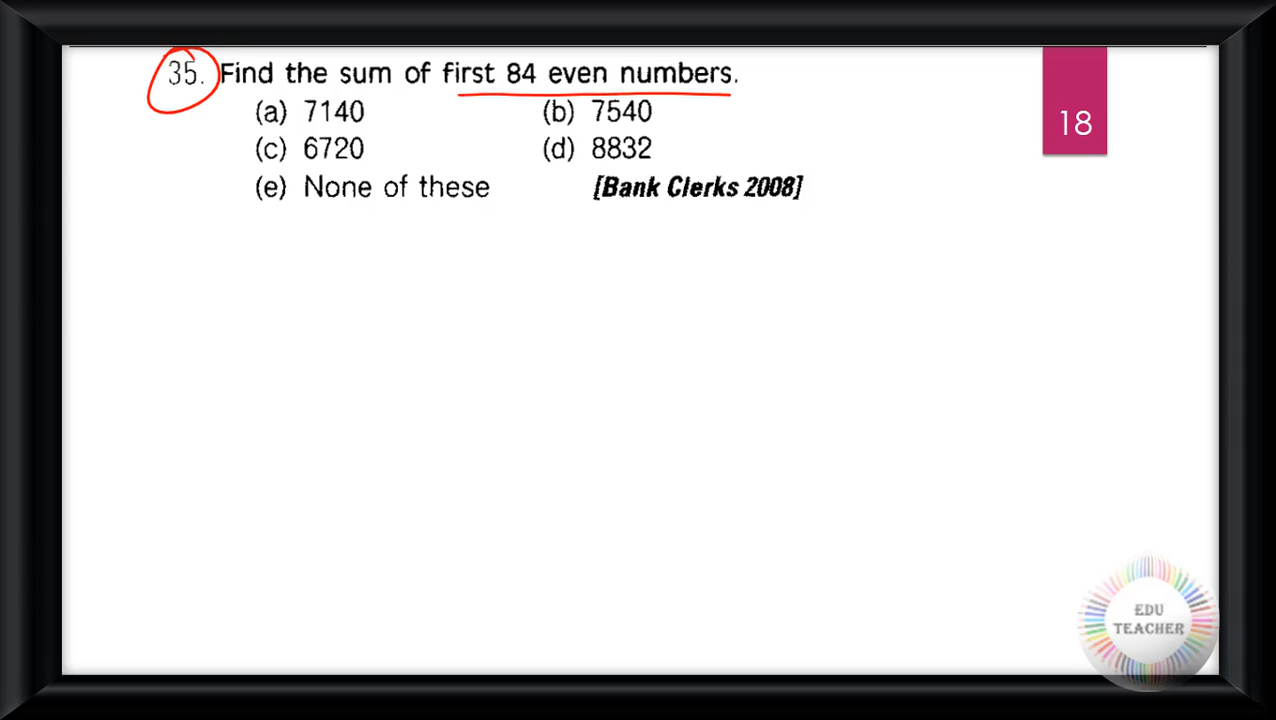 35. Find the sum of first 84 even numbers.
(a) 7140 (b) 7540
(c) 6720 (d) 8832
(e) None of these [Bank Clerks 2008]
18
EDU
TEACHER